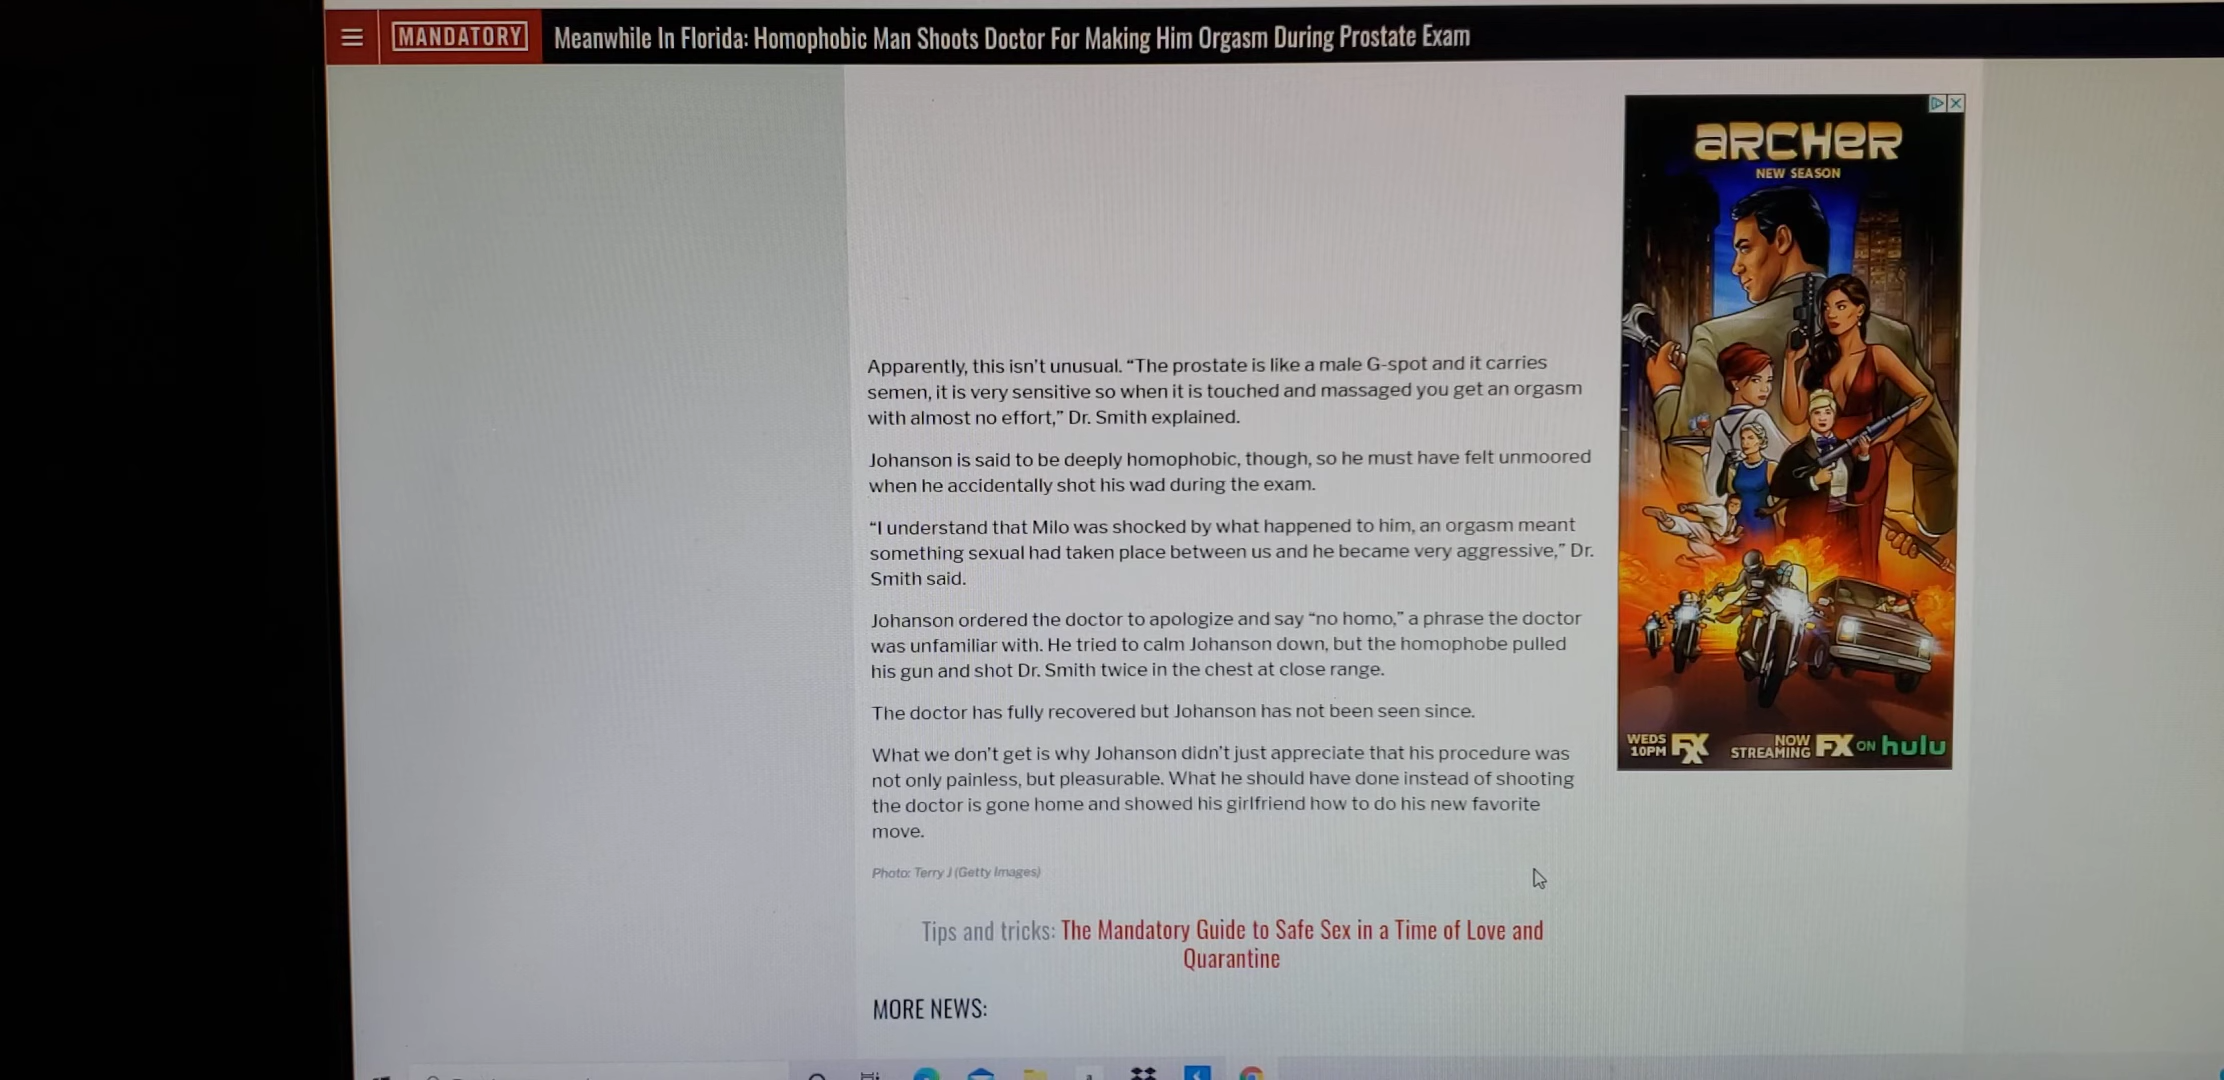 MANDATORY
Meanwhile In Florida: Homophobic Man Shoots Doctor For Making Him Orgasm During Prostate Exam
Apparently, this isn't unusual. “The prostate is like a male G-spot and it carries
semen, it is very sensitive so when it is touched and massaged you get an orgasm
with almost no effort,” Dr. Smith explained.
Johanson is said to be deeply homophobic, though, so he must have felt unmoored
when he accidentally shot his wad during the exam.
“I understand that Milo was shocked by what happened to him, an orgasm meant
something sexual had taken place between us and he became very aggressive,” Dr.
Smith said.
Johanson ordered the doctor to apologize and say “no homo,” a phrase the doctor
was unfamiliar with. He tried to calm Johanson down, but the homophobe pulled
his gun and shot Dr. Smith twice in the chest at close range.
The doctor has fully recovered but Johanson has not been seen since.
What we don't get is why Johanson didn't just appreciate that his procedure was
not only painless, but pleasurable. What he should have done instead of shooting
the doctor is gone home and showed his girlfriend how to do his new favorite
move.
Photo: Terry J (Getty Images)
Tips and tricks: The Mandatory Guide to Safe Sex in a Time of Love and
Quarantine
MORE NEWS:
ARCHER
NEW SEASON
WEDS
10PM FX
NOW
STREAMING FX ON hulu